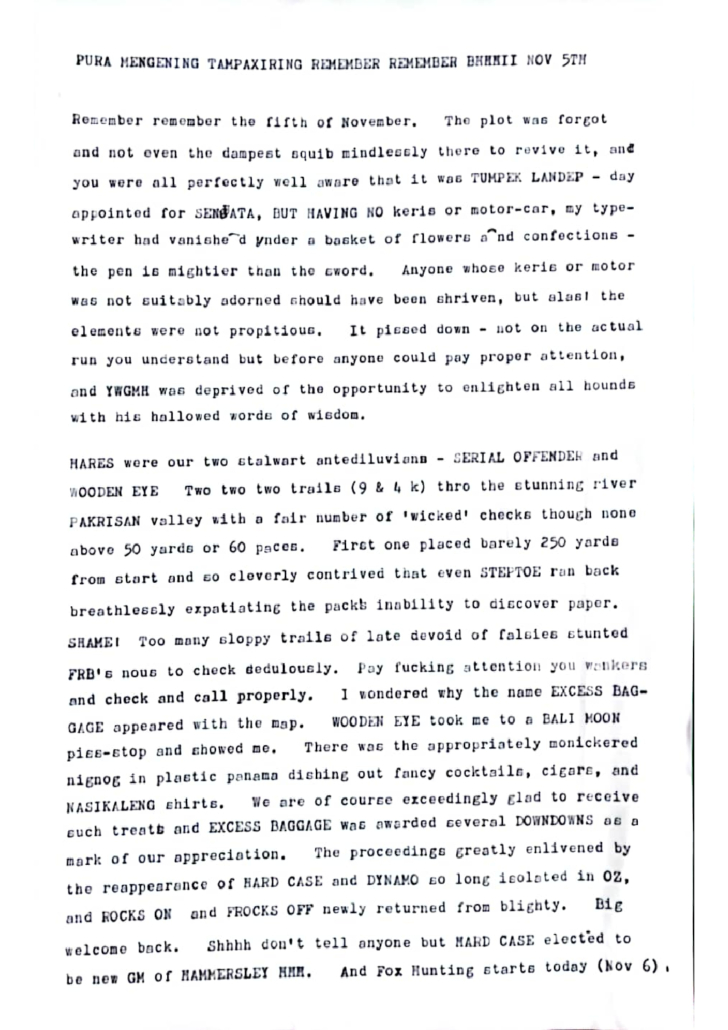 PURA MENGENING TAMPAXIRING REMEMBER REMEMBER BHHHII NOV 5TH
Remember remember the fifth of November. The plot was forgot
and not even the dampest squib mindlessly there to revive it, and
you were all perfectly well aware that it was TUMPEK LANDEP - day
appointed for SENJATA, BUT HAVING NO keris or motor-car, my type-
writer had vanishe d ynder a basket of flowers a nd confections -
the pen is mightier than the sword. Anyone whose keris or motor
was not suitably adorned should have been shriven, but alas! the
elements were not propitious. It pissed down - not on the actual
run you understand but before anyone could pay proper attention,
and YWGMH was deprived of the opportunity to enlighten all hounds
with his hallowed words of wisdom.
HARES were our two stalwart antediluvians - SERIAL OFFENDER and
WOODEN EYE Two two two trails (9 & 4 k) thro the stunning river
PAKRISAN valley with a fair number of 'wicked' checks though none
above 50 yards or 60 paces. First one placed barely 250 yards
from start and so cleverly contrived that even STEPTOE ran back
breathlessly expatiating the packs inability to discover paper.
SHAME! Too many sloppy trails of late devoid of falsies stunted
FRB's nous to check dedulously. Pay fucking attention you wankers
and check and call properly. I wondered why the name EXCESS BAG-
GAGE appeared with the map. WOODEN EYE took me to a BALI MOON
piss-stop and showed me. There was the appropriately monickered
nignog in plastic panama dishing out fancy cocktails, cigars, and
NASIKALENG shirts. We are of course exceedingly glad to receive
such treats and EXCESS BAGGAGE was awarded several DOWNDOWNS as a
mark of our appreciation. The proceedings greatly enlivened by
the reappearance of HARD CASE and DYNAMO so long isolated in OZ,
and ROCKS ON and FROCKS OFF newly returned from blighty. Big
welcome back. Shhhh don't tell anyone but HARD CASE elected to
be new GM of HAMMERSLEY HHH. And Fox Hunting starts today (Nov 6).